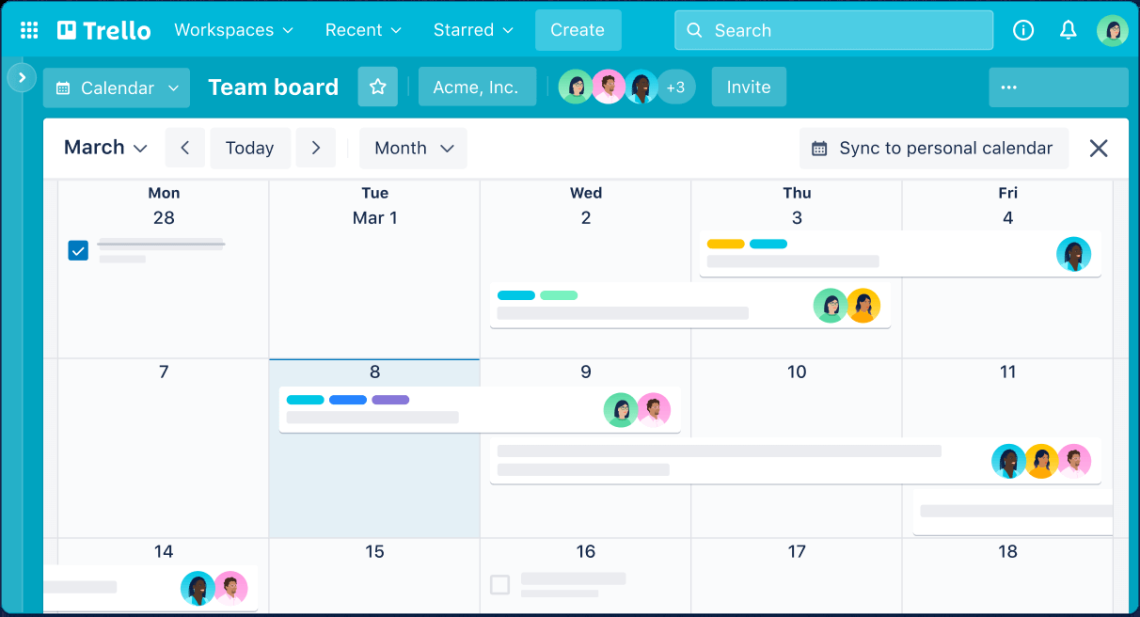 Trello Workspaces Recent Starred Create Search
Calendar Team board Acme, Inc. +3 Invite
March Today Month Sync to personal calendar
Mon Tue Wed Thu Fri
28 Mar 1 2 3 4
7 8 9 10 11
14 15 16 17 18